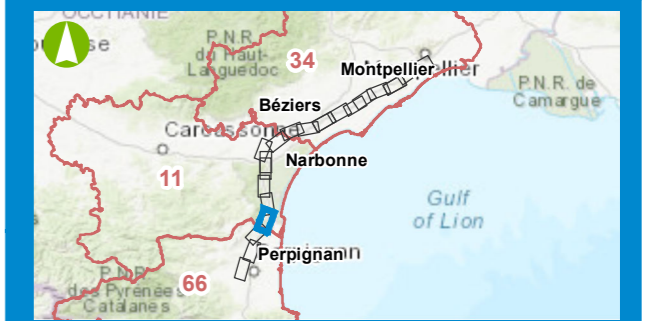 OCCITANIE
P.N.R.
du Haut-
Languedoc
34
Montpellier
P.N.R. de
Camargue
Béziers
Carcassonne
Narbonne
11
Gulf
of Lion
Perpignan
66
P.N.R.
des Pyrénées
Catalanes